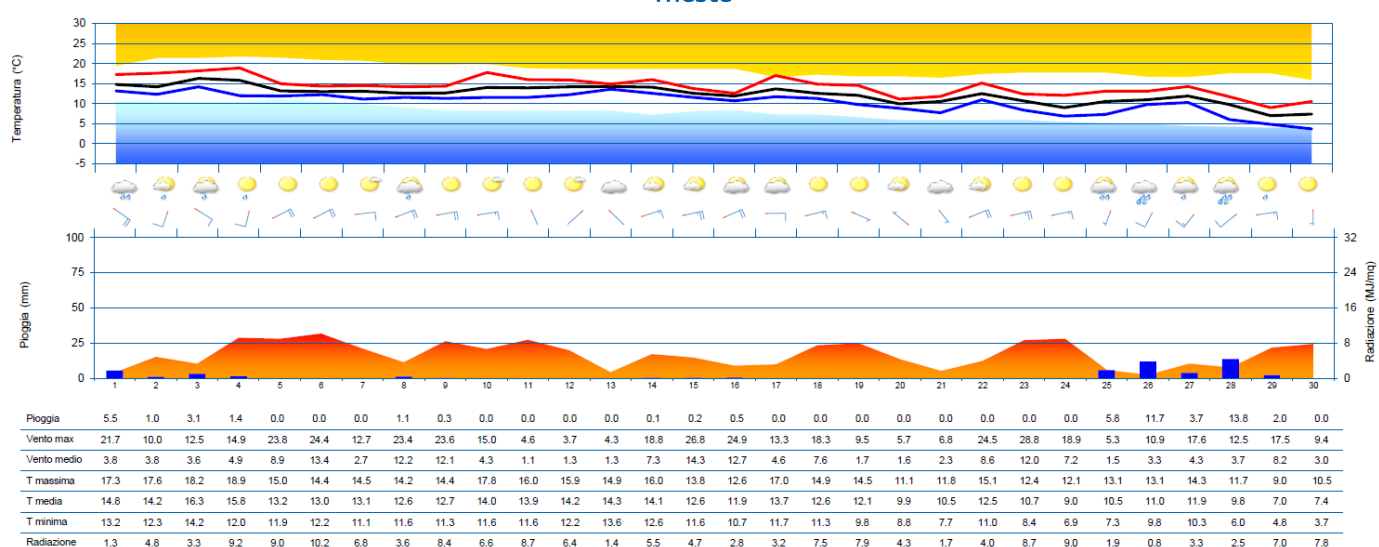 Trieste
30
25
20
15
10
5
0
-5
Temperatura (°C)
100
75
50
25
0
Pioggia (mm)
32
24
16
8
0
Radiazione (MJ/mq)
1 2 3 4 5 6 7 8 9 10 11 12 13 14 15 16 17 18 19 20 21 22 23 24 25 26 27 28 29 30
Pioggia 5.5 1.0 3.1 1.4 0.0 0.0 0.0 1.1 0.3 0.0 0.0 0.0 0.0 0.1 0.2 0.5 0.0 0.0 0.0 0.0 0.0 0.0 0.0 0.0 5.8 11.7 3.7 13.8 2.0 0.0
Vento max 21.7 10.0 12.5 14.9 23.8 24.4 12.7 23.4 23.6 15.0 4.6 3.7 4.3 18.8 26.8 24.9 13.3 18.3 9.5 5.7 6.8 24.5 28.8 18.9 5.3 10.9 17.6 12.5 17.5 9.4
Vento medio 3.8 3.8 3.6 4.9 8.9 13.4 2.7 12.2 12.1 4.3 1.1 1.3 1.3 7.3 14.3 12.7 4.6 7.6 1.7 1.6 2.3 8.6 12.0 7.2 1.5 3.3 4.3 3.7 8.2 3.0
T massima 17.3 17.6 18.2 18.9 15.0 14.4 14.5 14.2 14.4 17.8 16.0 15.9 14.9 16.0 13.8 12.6 17.0 14.9 14.5 11.1 11.8 15.1 12.4 12.1 13.1 13.1 14.3 11.7 9.0 10.5
T media 14.8 14.2 16.3 15.8 13.2 13.0 13.1 12.6 12.7 14.0 13.9 14.2 14.3 14.1 12.6 11.9 13.7 12.6 12.1 9.9 10.5 12.5 10.7 9.0 10.5 11.0 11.9 9.8 7.0 7.4
T minima 13.2 12.3 14.2 12.0 11.9 12.2 11.1 11.6 11.3 11.6 11.6 12.2 13.6 12.6 11.6 10.7 11.7 11.3 9.8 8.8 7.7 11.0 8.4 6.9 7.3 9.8 10.3 6.0 4.8 3.7
Radiazione 1.3 4.8 3.3 9.2 9.0 10.2 6.8 3.6 8.4 6.6 8.7 6.4 1.4 5.5 4.7 2.8 3.2 7.5 7.9 4.3 1.7 4.0 8.7 9.0 1.9 0.8 3.3 2.5 7.0 7.8